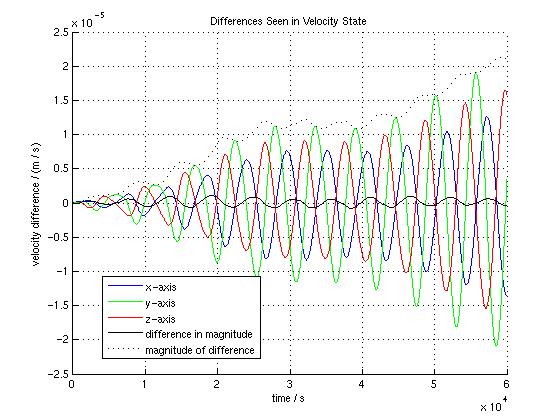 Differences Seen in Velocity State
x 10 -5
2.5
2
1.5
1
0.5
0
-0.5
-1
-1.5
-2
-2.5
velocity difference / (m / s)
x-axis
y-axis
z-axis
difference in magnitude
magnitude of difference
0 1 2 3 4 5 6
time / s
x 10 4